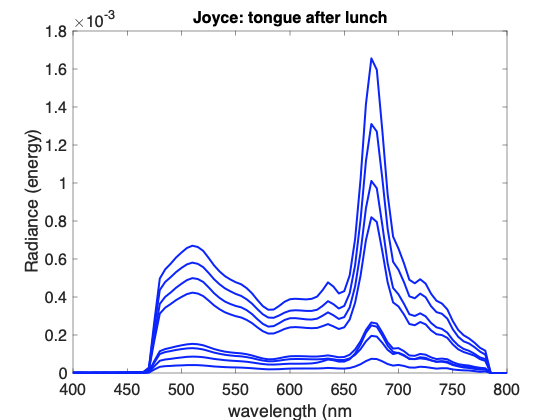 ×10⁻³
Joyce: tongue after lunch
1.8
1.6
1.4
1.2
1
0.8
0.6
0.4
0.2
0
Radiance (energy)
400 450 500 550 600 650 700 750 800
wavelength (nm